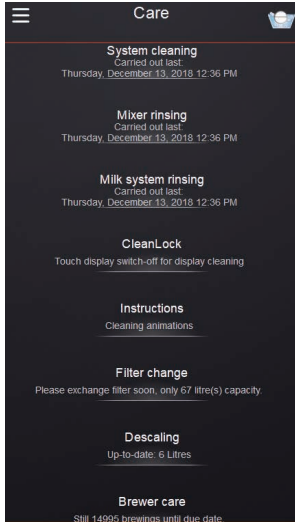 Care
System cleaning
Carried out last:
Thursday, December 13, 2018 12:36 PM
Mixer rinsing
Carried out last:
Thursday, December 13, 2018 12:36 PM
Milk system rinsing
Carried out last:
Thursday, December 13, 2018 12:36 PM
CleanLock
Touch display switch-off for display cleaning
Instructions
Cleaning animations
Filter change
Please exchange filter soon, only 67 litre(s) capacity.
Descaling
Up-to-date: 6 Litres
Brewer care
Still 14995 brewings until due date